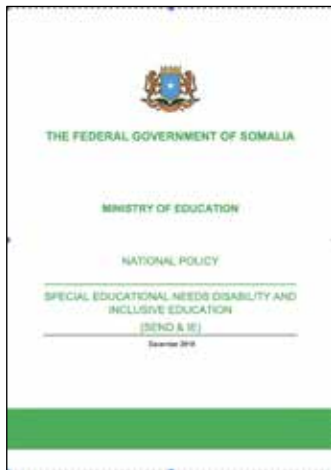 THE FEDERAL GOVERNMENT OF SOMALIA
MINISTRY OF EDUCATION
NATIONAL POLICY
SPECIAL EDUCATIONAL NEEDS DISABILITY AND
INCLUSIVE EDUCATION
(SEND & IE)
December